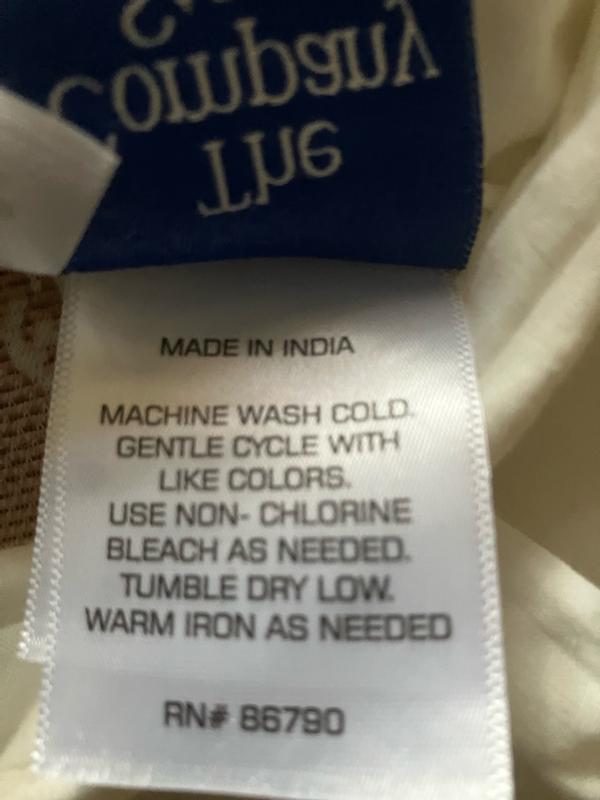 The
Company
MADE IN INDIA
MACHINE WASH COLD.
GENTLE CYCLE WITH
LIKE COLORS.
USE NON- CHLORINE
BLEACH AS NEEDED.
TUMBLE DRY LOW.
WARM IRON AS NEEDED
RN# 86790